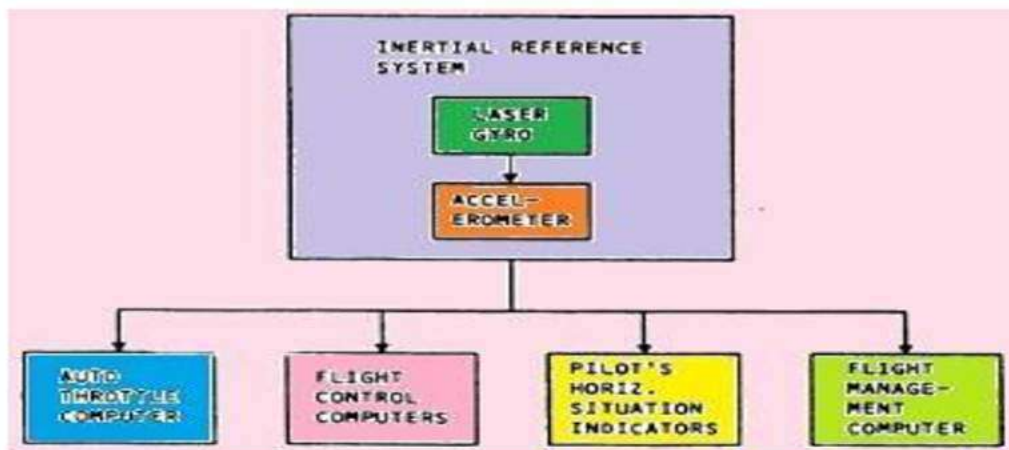 INERTIAL REFERENCE
SYSTEM
LASER
GYRO
ACCEL-
EROMETER
AUTO
THROTTLE
COMPUTER
FLIGHT
CONTROL
COMPUTERS
PILOT'S
HORIZ.
SITUATION
INDICATORS
FLIGHT
MANAGE-
MENT
COMPUTER